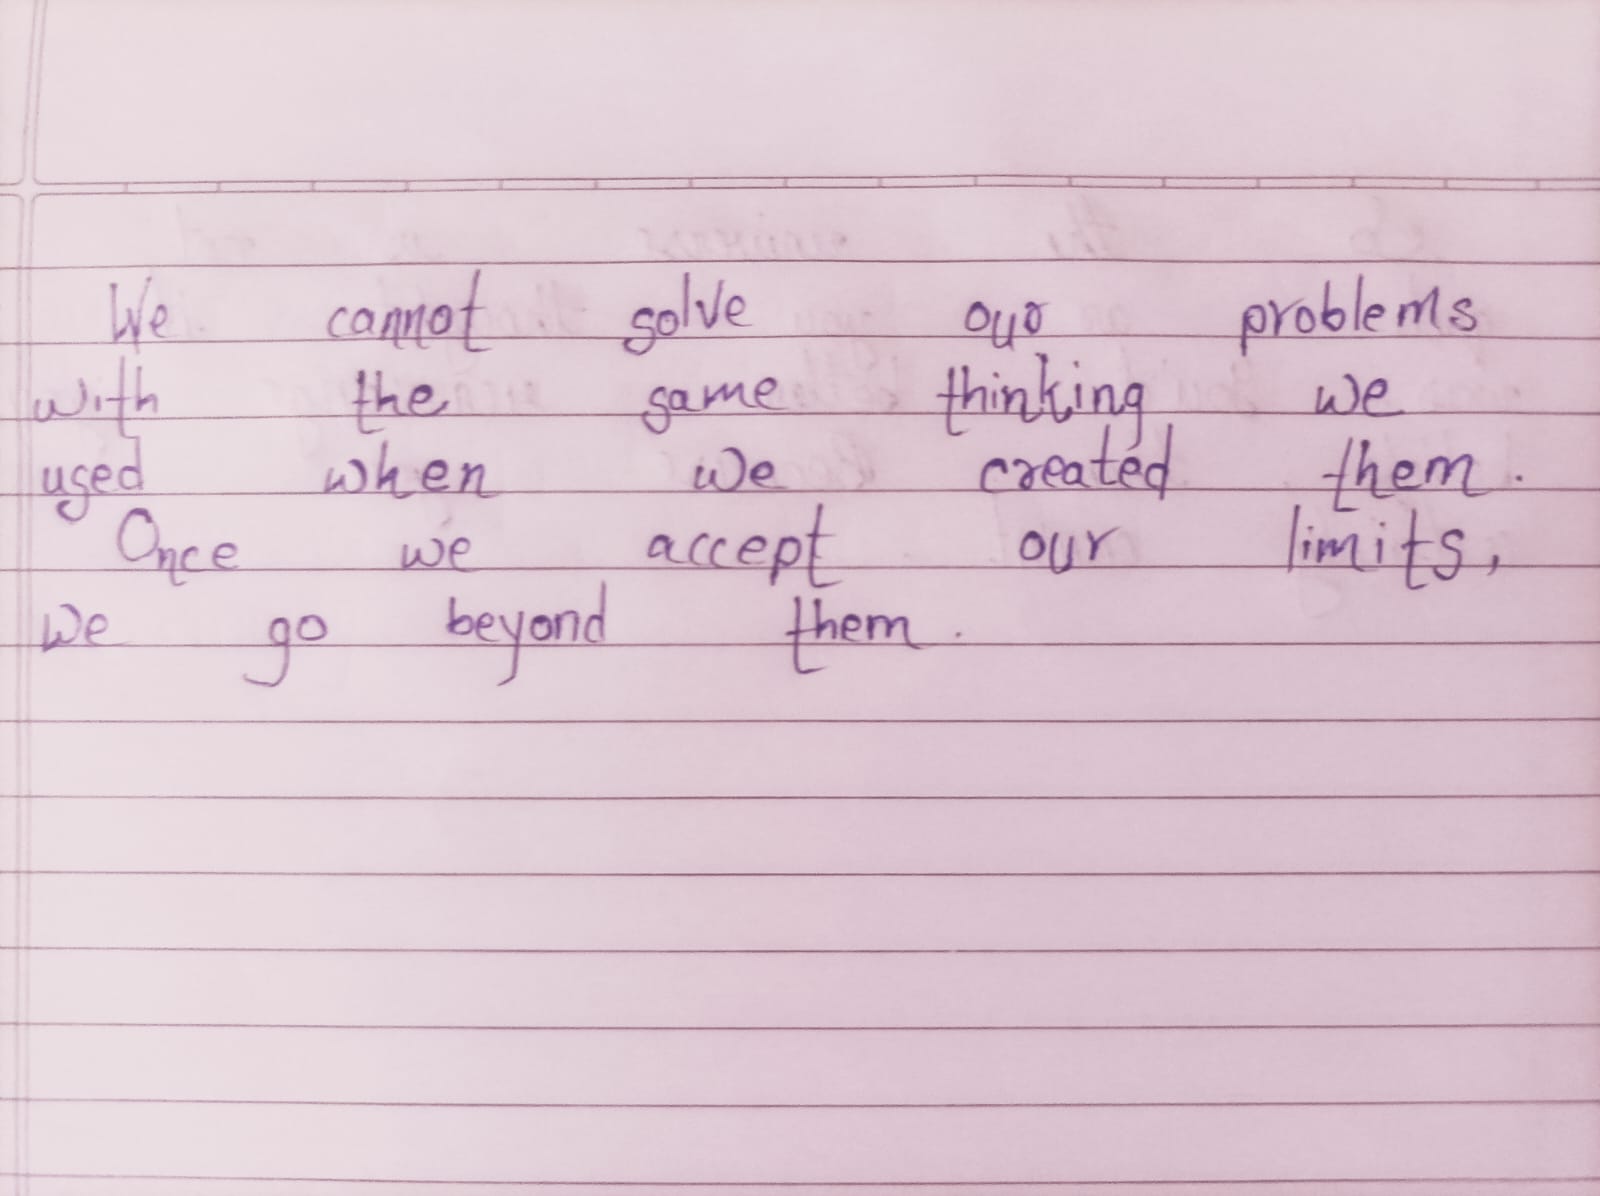 We cannot solve our problems
with the same thinking we
used when we created them.
Once we accept our limits,
we go beyond them.